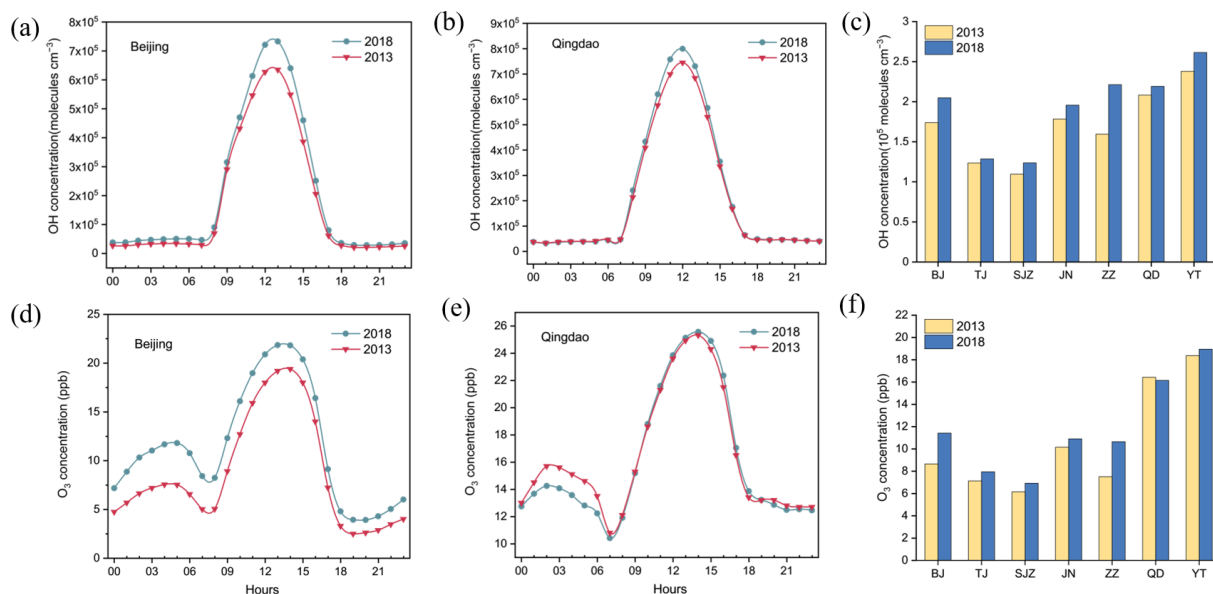 (a)
OH concentration(molecules cm⁻³)
8x10⁵
7x10⁵
6x10⁵
5x10⁵
4x10⁵
3x10⁵
2x10⁵
1x10⁵
0
Beijing
2018
2013
00 03 06 09 12 15 18 21
(b)
OH concentration(molecules cm⁻³)
9x10⁵
8x10⁵
7x10⁵
6x10⁵
5x10⁵
4x10⁵
3x10⁵
2x10⁵
1x10⁵
0
Qingdao
2018
2013
00 03 06 09 12 15 18 21
(c)
OH concentration(10⁵ molecules cm⁻³)
3
2.5
2
1.5
1
0.5
0
2013
2018
BJ TJ SJZ JN ZZ QD YT
(d)
O₃ concentration (ppb)
25
20
15
10
5
0
Beijing
2018
2013
00 03 06 09 12 15 18 21
Hours
(e)
O₃ concentration (ppb)
26
24
22
20
18
16
14
12
10
Qingdao
2018
2013
00 03 06 09 12 15 18 21
Hours
(f)
O₃ concentration (ppb)
22
20
18
16
14
12
10
8
6
4
2
0
2013
2018
BJ TJ SJZ JN ZZ QD YT